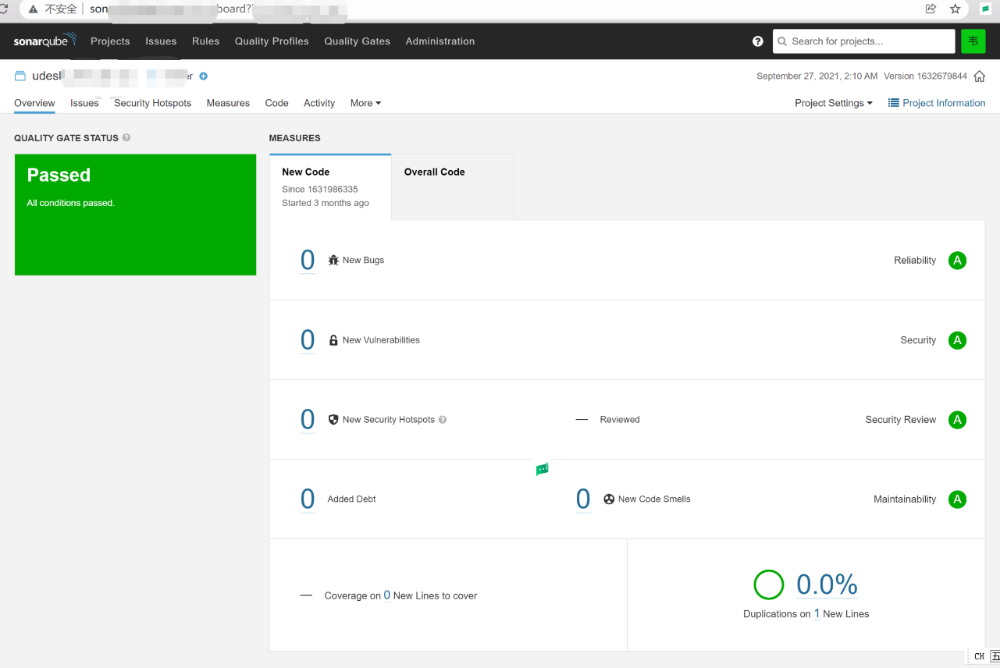 不安全 son board?
sonarqube Projects Issues Rules Quality Profiles Quality Gates Administration ? Search for projects... 韦
udesl r September 27, 2021, 2:10 AM Version 1632679844
Overview Issues Security Hotspots Measures Code Activity More Project Settings Project Information
QUALITY GATE STATUS ? MEASURES
Passed
All conditions passed.
New Code Overall Code
Since 1631986335
Started 3 months ago
0 New Bugs Reliability A
0 New Vulnerabilities Security A
0 New Security Hotspots ? — Reviewed Security Review A
0 Added Debt 0 New Code Smells Maintainability A
— Coverage on 0 New Lines to cover
0.0%
Duplications on 1 New Lines
CH 五